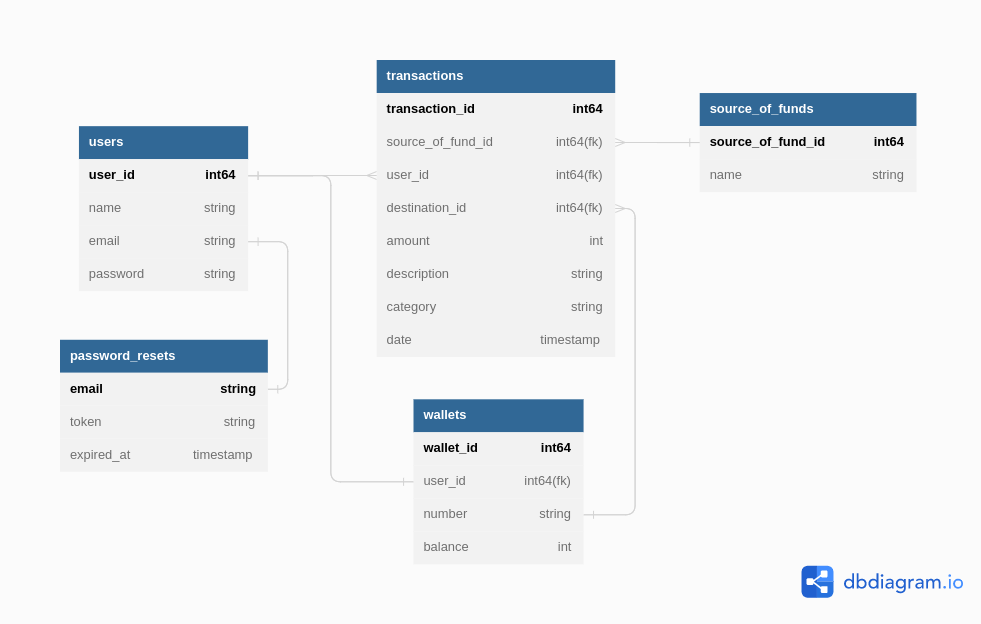 users
user_id int64
name string
email string
password string
password_resets
email string
token string
expired_at timestamp
transactions
transaction_id int64
source_of_fund_id int64(fk)
user_id int64(fk)
destination_id int64(fk)
amount int
description string
category string
date timestamp
wallets
wallet_id int64
user_id int64(fk)
number string
balance int
source_of_funds
source_of_fund_id int64
name string
dbdiagram.io